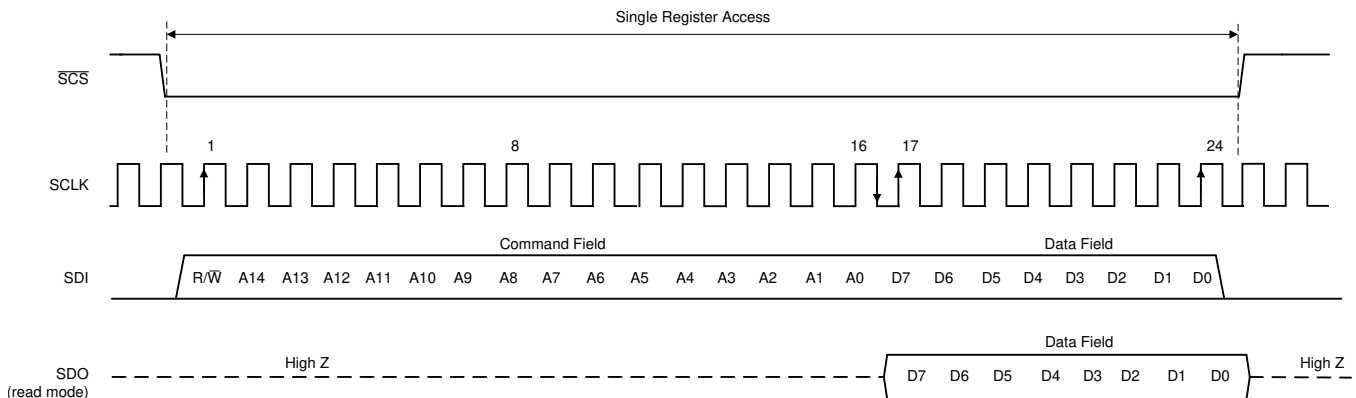 Single Register Access
SCS
1 8 16 17 24
SCLK
Command Field Data Field
SDI R/W A14 A13 A12 A11 A10 A9 A8 A7 A6 A5 A4 A3 A2 A1 A0 D7 D6 D5 D4 D3 D2 D1 D0
Data Field
High Z High Z
SDO D7 D6 D5 D4 D3 D2 D1 D0
(read mode)